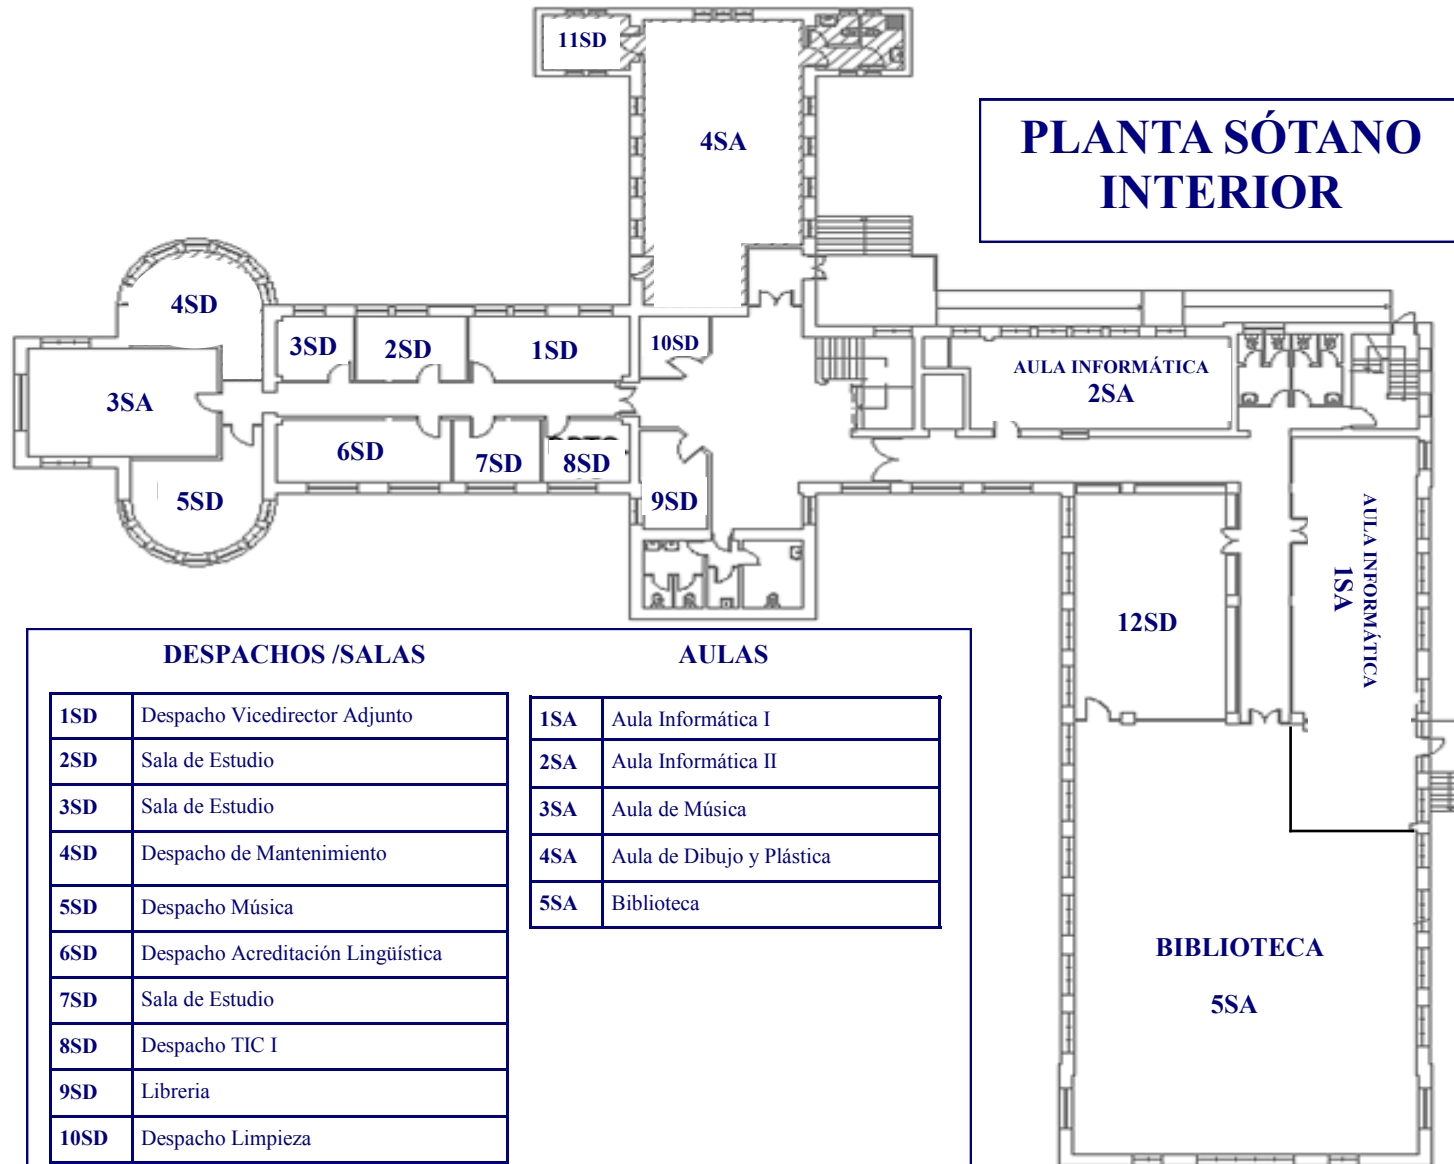 11SD
4SA
PLANTA SÓTANO
INTERIOR
4SD
3SD
2SD
1SD
10SD
AULA INFORMÁTICA
2SA
3SA
6SD
7SD
8SD
5SD
9SD
AULA INFORMÁTICA
1SA
12SD
BIBLIOTECA
5SA
DESPACHOS /SALAS
1SD Despacho Vicedirector Adjunto
2SD Sala de Estudio
3SD Sala de Estudio
4SD Despacho de Mantenimiento
5SD Despacho Música
6SD Despacho Acreditación Lingüística
7SD Sala de Estudio
8SD Despacho TIC I
9SD Libreria
10SD Despacho Limpieza
AULAS
1SA Aula Informática I
2SA Aula Informática II
3SA Aula de Música
4SA Aula de Dibujo y Plástica
5SA Biblioteca